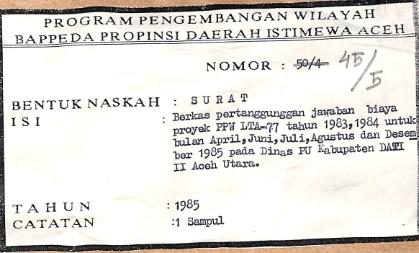 PROGRAM PENGEMBANGAN WILAYAH
BAPPEDA PROPINSI DAERAH ISTIMEWA ACEH
NOMOR : 50/4 45/5
BENTUK NASKAH : SURAT
ISI : Berkas pertanggungan jawaban biaya
proyek PPW LTA-77 tahun 1983,1984 untuk
bulan April,Juni,Juli,Agustus dan Desem
ber 1985 pada Dinas PU Kabupaten DATI
II Aceh Utara.
TAHUN : 1985
CATATAN :1 Sampul